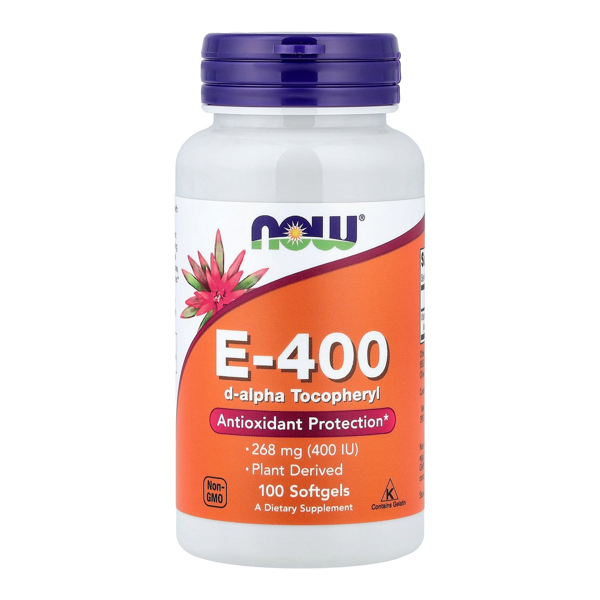 NOW®
E-400
d-alpha Tocopheryl
Antioxidant Protection*
• 268 mg (400 IU)
• Plant Derived
100 Softgels
A Dietary Supplement
Non-
GMO
K
Contains Gelatin